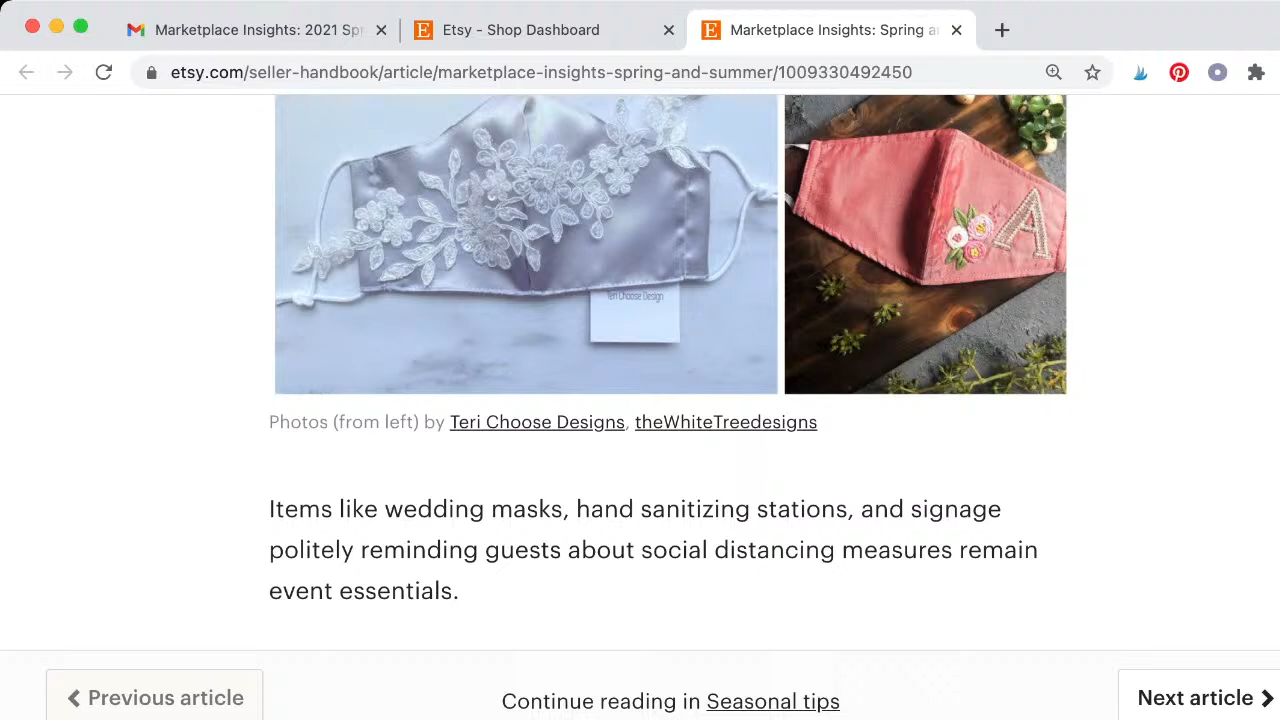 Marketplace Insights: 2021 Spr
Etsy - Shop Dashboard
Marketplace Insights: Spring a
etsy.com/seller-handbook/article/marketplace-insights-spring-and-summer/1009330492450
A
Teri Choose Design
Photos (from left) by Teri Choose Designs, theWhiteTreedesigns
Items like wedding masks, hand sanitizing stations, and signage
politely reminding guests about social distancing measures remain
event essentials.
Previous article
Continue reading in Seasonal tips
Next article